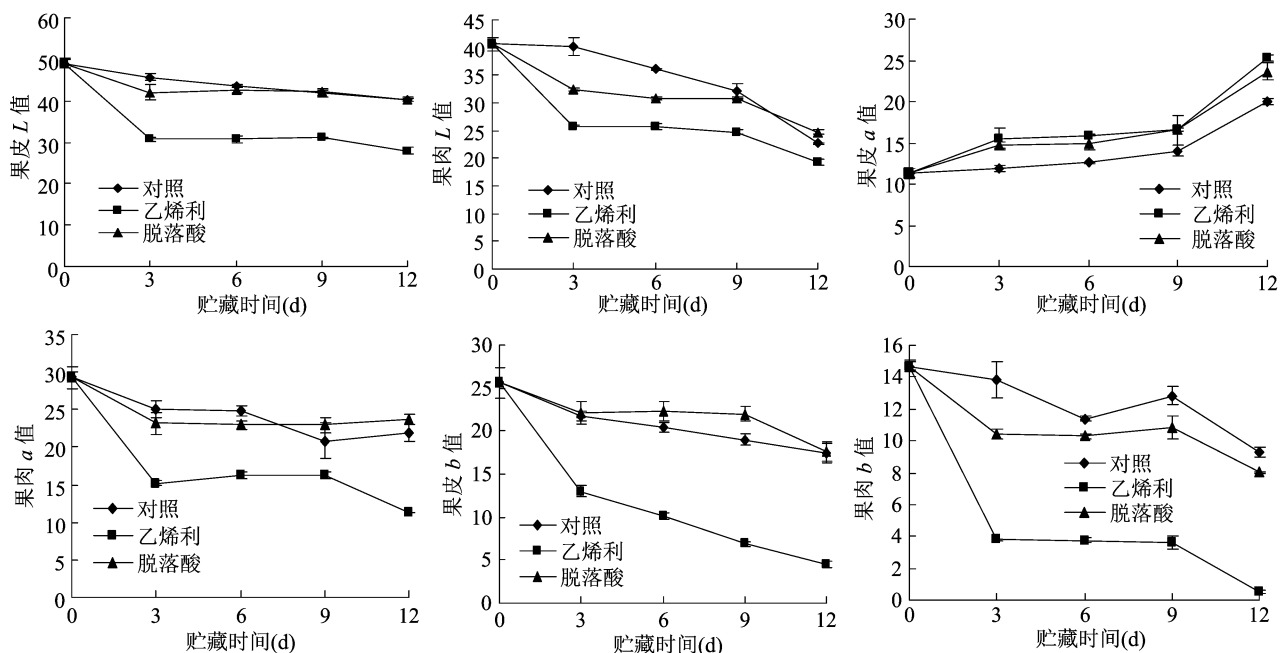 果皮 L 值
60
50
40
30
20
10
0
对照
乙烯利
脱落酸
0 3 6 9 12
贮藏时间(d)
果肉 L 值
45
40
35
30
25
20
15
10
5
0
对照
乙烯利
脱落酸
0 3 6 9 12
贮藏时间(d)
果皮 a 值
30
25
20
15
10
5
0
对照
乙烯利
脱落酸
0 3 6 9 12
贮藏时间(d)
果肉 a 值
35
30
25
20
15
10
5
0
对照
乙烯利
脱落酸
0 3 6 9 12
贮藏时间(d)
果皮 b 值
30
25
20
15
10
5
0
对照
乙烯利
脱落酸
0 3 6 9 12
贮藏时间(d)
果肉 b 值
16
14
12
10
8
6
4
2
0
对照
乙烯利
脱落酸
0 3 6 9 12
贮藏时间(d)